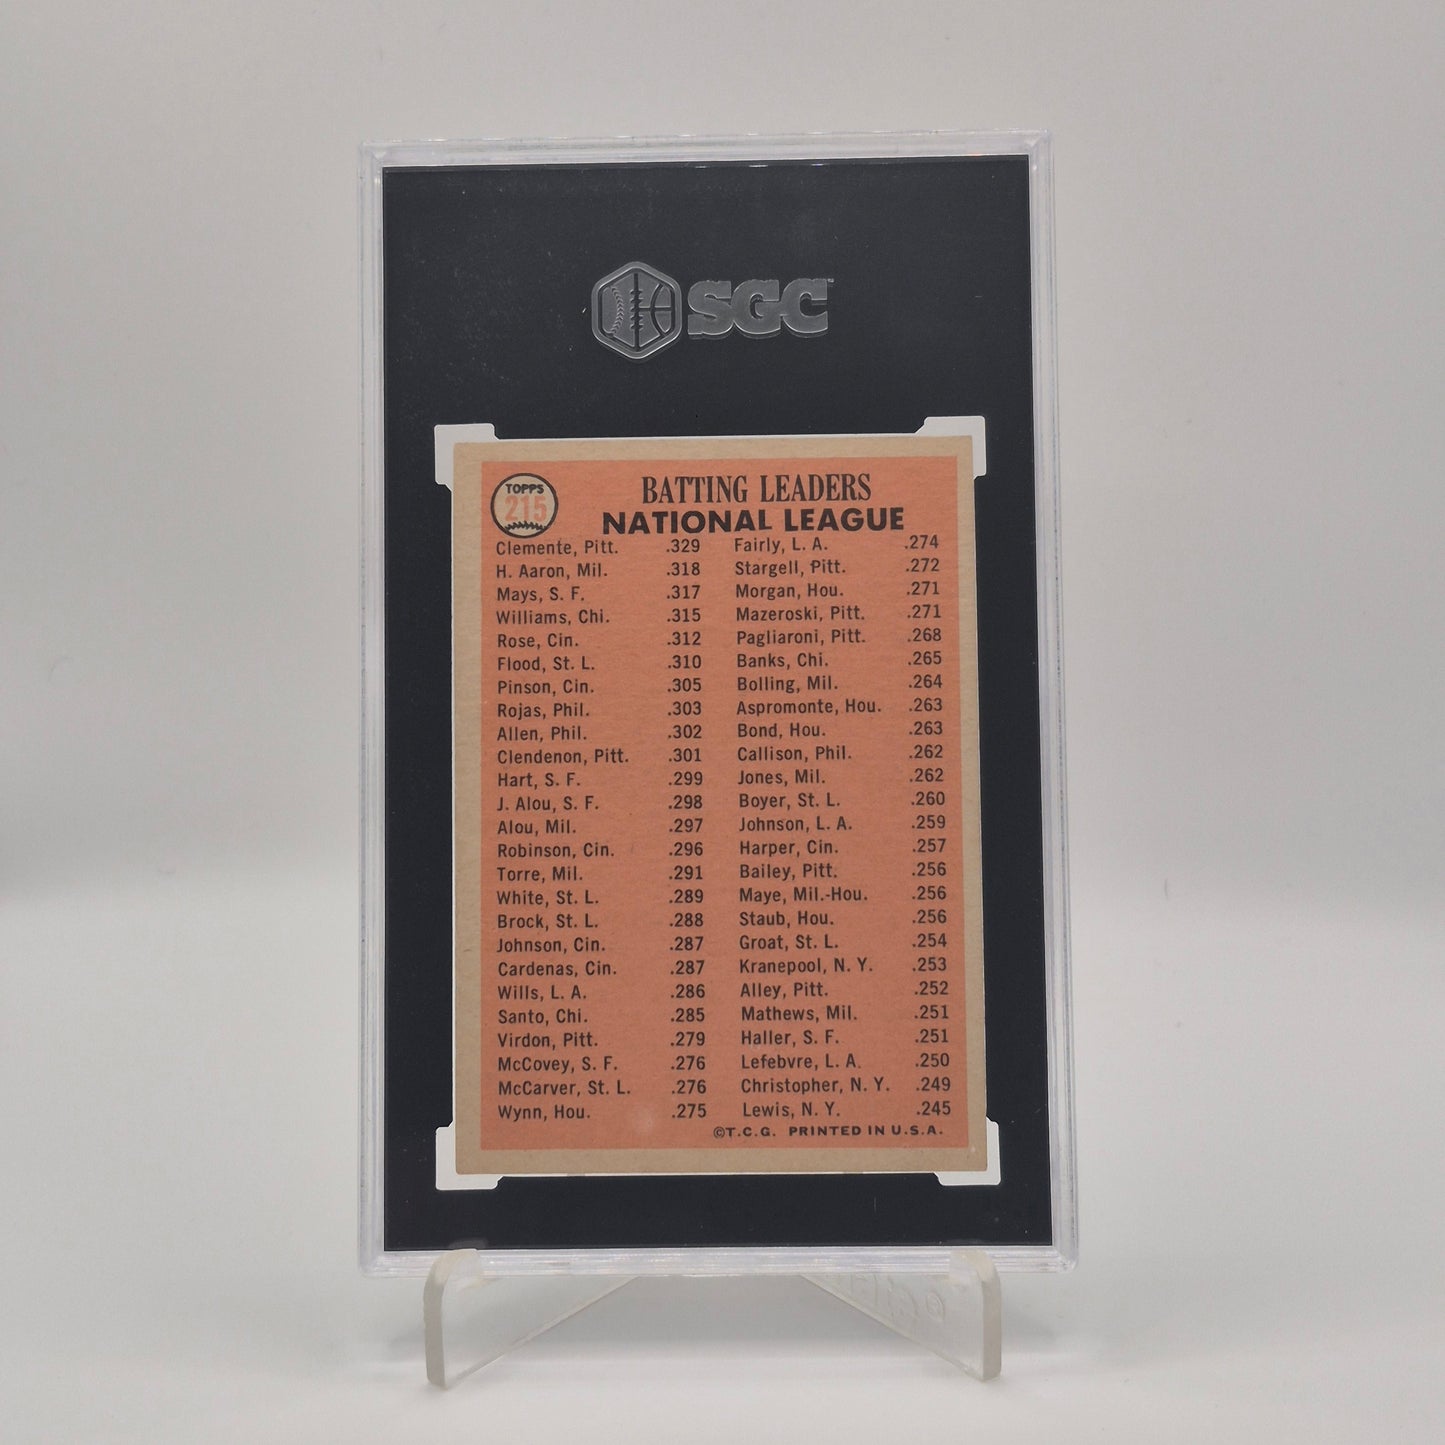 SGC
TOPPS
215
BATTING LEADERS
NATIONAL LEAGUE
Clemente, Pitt. .329
H. Aaron, Mil. .318
Mays, S. F. .317
Williams, Chi. .315
Rose, Cin. .312
Flood, St. L. .310
Pinson, Cin. .305
Rojas, Phil. .303
Allen, Phil. .302
Clendenon, Pitt. .301
Hart, S. F. .299
J. Alou, S. F. .298
Alou, Mil. .297
Robinson, Cin. .296
Torre, Mil. .291
White, St. L. .289
Brock, St. L. .288
Johnson, Cin. .287
Cardenas, Cin. .287
Wills, L. A. .286
Santo, Chi. .285
Virdon, Pitt. .279
McCovey, S. F. .276
McCarver, St. L. .276
Wynn, Hou. .275
Fairly, L. A. .274
Stargell, Pitt. .272
Morgan, Hou. .271
Mazeroski, Pitt. .271
Pagliaroni, Pitt. .268
Banks, Chi. .265
Bolling, Mil. .264
Aspromonte, Hou. .263
Bond, Hou. .263
Callison, Phil. .262
Jones, Mil. .262
Boyer, St. L. .260
Johnson, L. A. .259
Harper, Cin. .257
Bailey, Pitt. .256
Maye, Mil.-Hou. .256
Staub, Hou. .256
Groat, St. L. .254
Kranepool, N. Y. .253
Alley, Pitt. .252
Mathews, Mil. .251
Haller, S. F. .251
Lefebvre, L. A. .250
Christopher, N. Y. .249
Lewis, N. Y. .245
©T.C.G. PRINTED IN U.S.A.